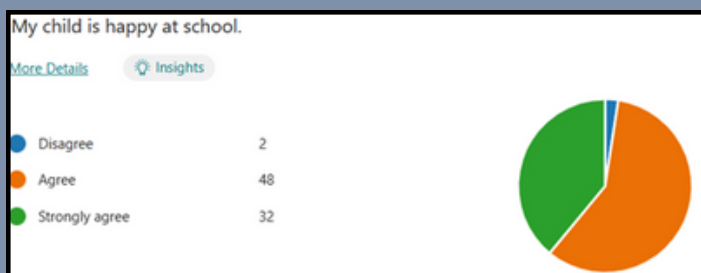 My child is happy at school.
More Details Insights
Disagree 2
Agree 48
Strongly agree 32